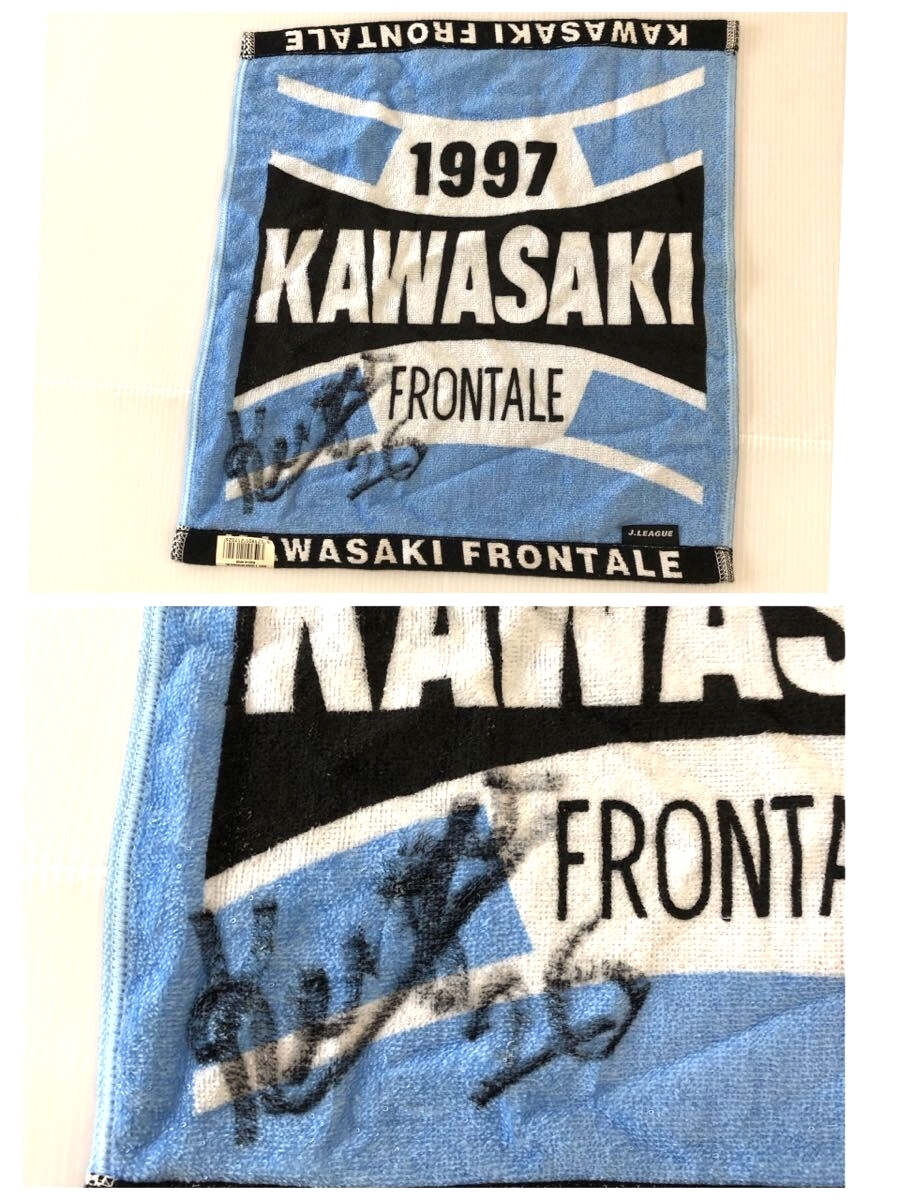 KAWASAKI FRONTALE
1997
KAWASAKI
FRONTALE
26
J.LEAGUE
WASAKI FRONTALE
KAWAS
FRONTA
26